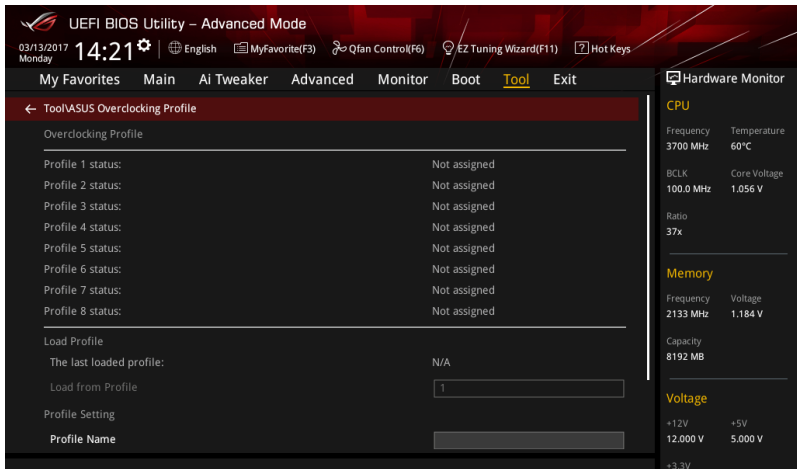 UEFI BIOS Utility – Advanced Mode
03/13/2017 Monday 14:21 English MyFavorite(F3) Qfan Control(F6) EZ Tuning Wizard(F11) ? Hot Keys
My Favorites Main Ai Tweaker Advanced Monitor Boot Tool Exit
← Tool\ASUS Overclocking Profile
Overclocking Profile
Profile 1 status: Not assigned
Profile 2 status: Not assigned
Profile 3 status: Not assigned
Profile 4 status: Not assigned
Profile 5 status: Not assigned
Profile 6 status: Not assigned
Profile 7 status: Not assigned
Profile 8 status: Not assigned
Load Profile
The last loaded profile: N/A
Load from Profile 1
Profile Setting
Profile Name
Hardware Monitor
CPU
Frequency Temperature
3700 MHz 60°C
BCLK Core Voltage
100.0 MHz 1.056 V
Ratio
37x
Memory
Frequency Voltage
2133 MHz 1.184 V
Capacity
8192 MB
Voltage
+12V +5V
12.000 V 5.000 V
+3.3V